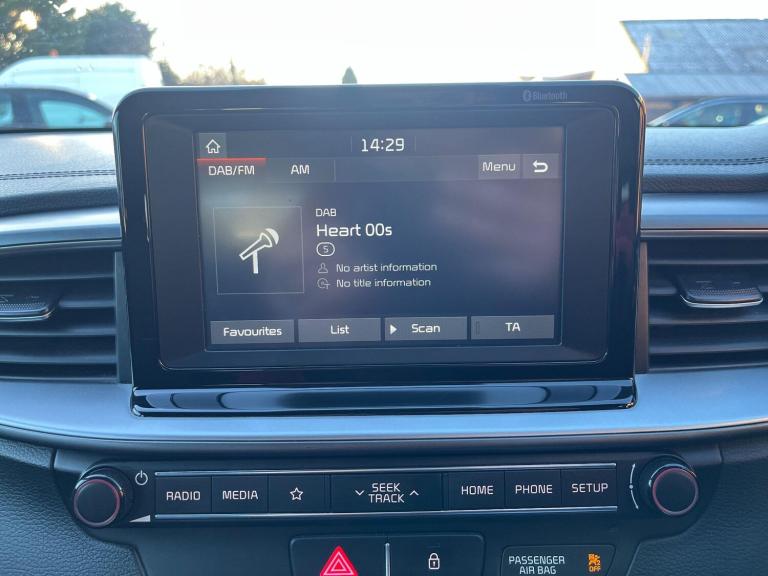 Bluetooth
14:29
DAB/FM AM Menu
DAB
Heart 00s
S
No artist information
No title information
Favourites List Scan TA
RADIO MEDIA SEEK TRACK HOME PHONE SETUP
PASSENGER
AIR BAG
2
OFF